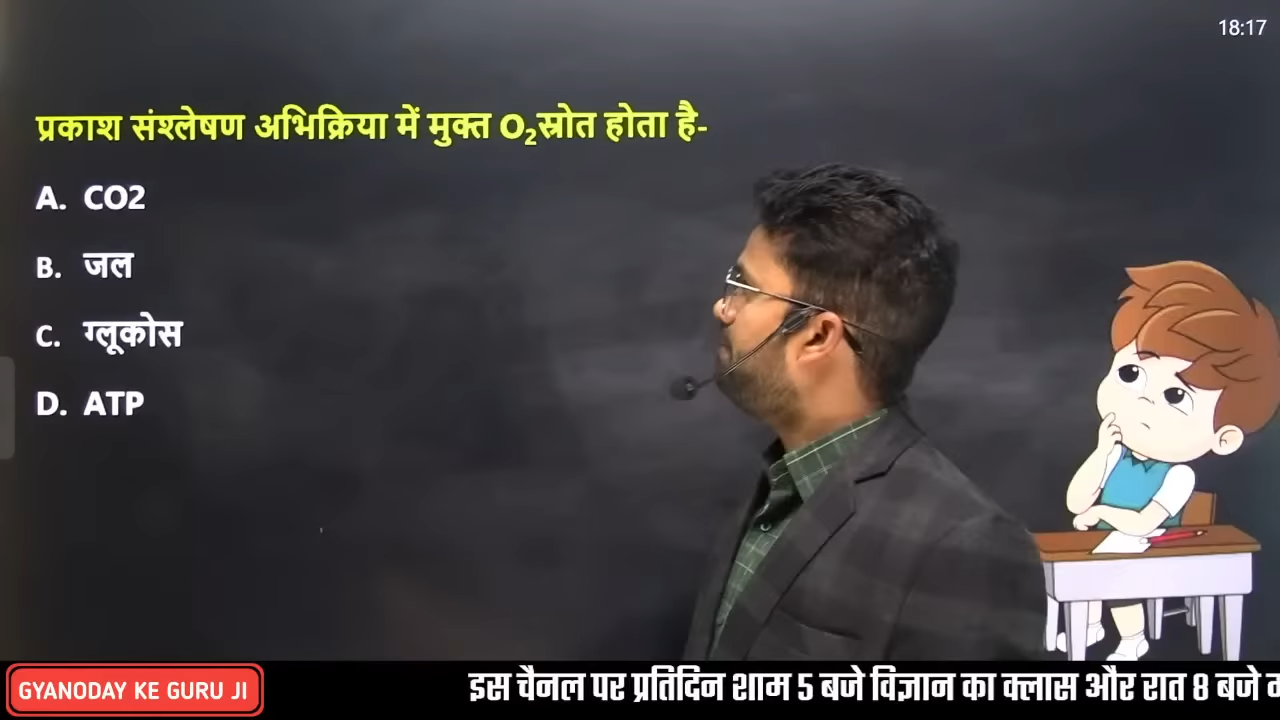 18:17
प्रकाश संश्लेषण अभिक्रिया में मुक्त O₂स्रोत होता है-
A. CO2
B. जल
C. ग्लूकोस
D. ATP
GYANODAY KE GURU JI
इस चैनल पर प्रतिदिन शाम 5 बजे विज्ञान का क्लास और रात 8 बजे